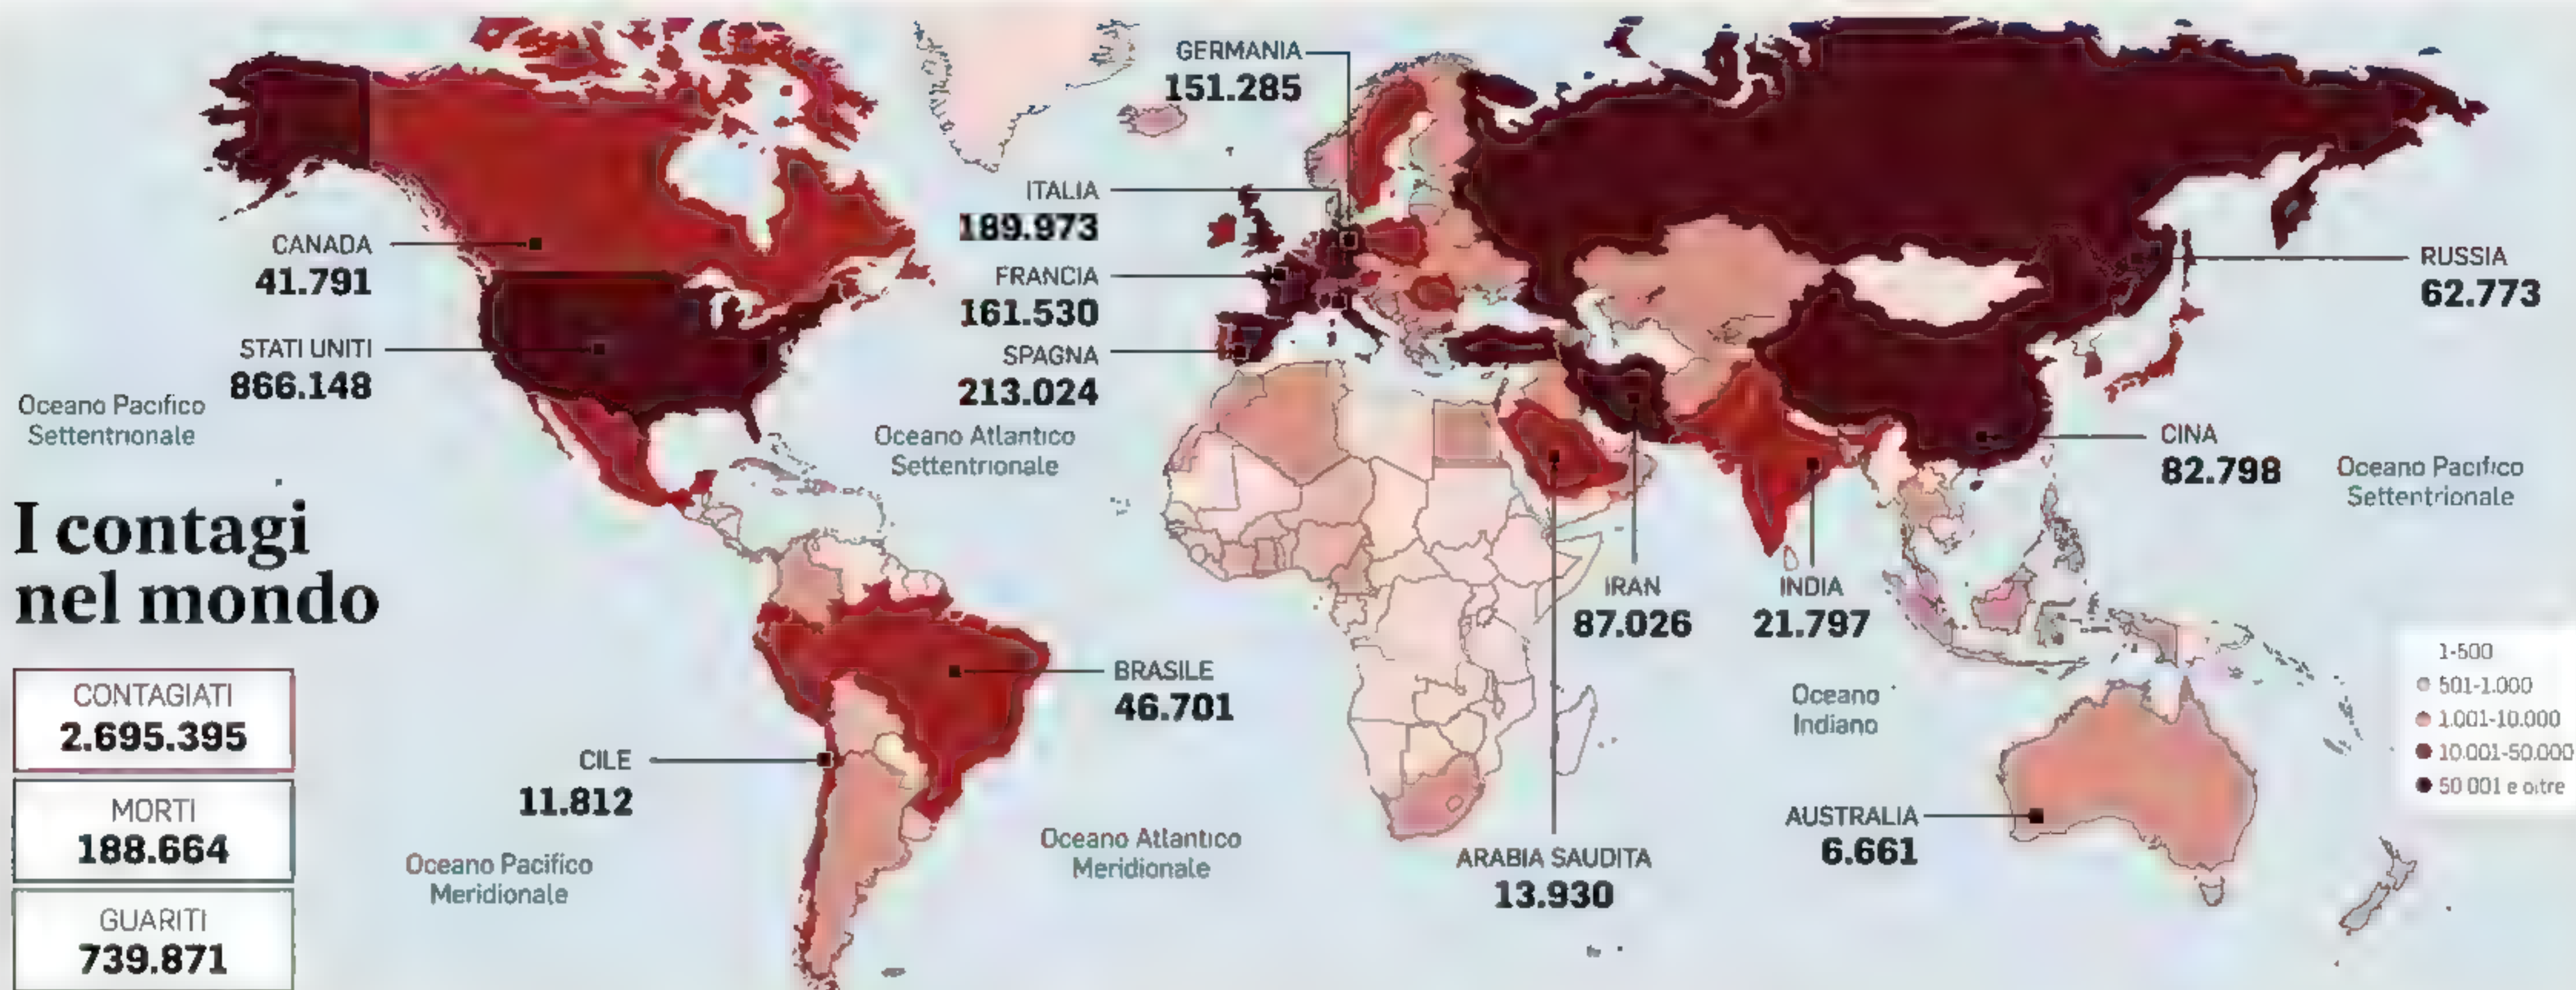 I contagi
nel mondo
CONTAGIATI
2.695.395
MORTI
188.664
GUARITI
739.871
CANADA
41.791
STATI UNITI
866.148
Oceano Pacifico
Settentrionale
GERMANIA
151.285
ITALIA
189.973
FRANCIA
161.530
SPAGNA
213.024
Oceano Atlantico
Settentrionale
RUSSIA
62.773
CINA
82.798
Oceano Pacifico
Settentrionale
IRAN
87.026
INDIA
21.797
BRASILE
46.701
CILE
11.812
Oceano Pacifico
Meridionale
Oceano Atlantico
Meridionale
ARABIA SAUDITA
13.930
Oceano
Indiano
AUSTRALIA
6.661
1-500
501-1.000
1.001-10.000
10.001-50.000
50 001 e oltre